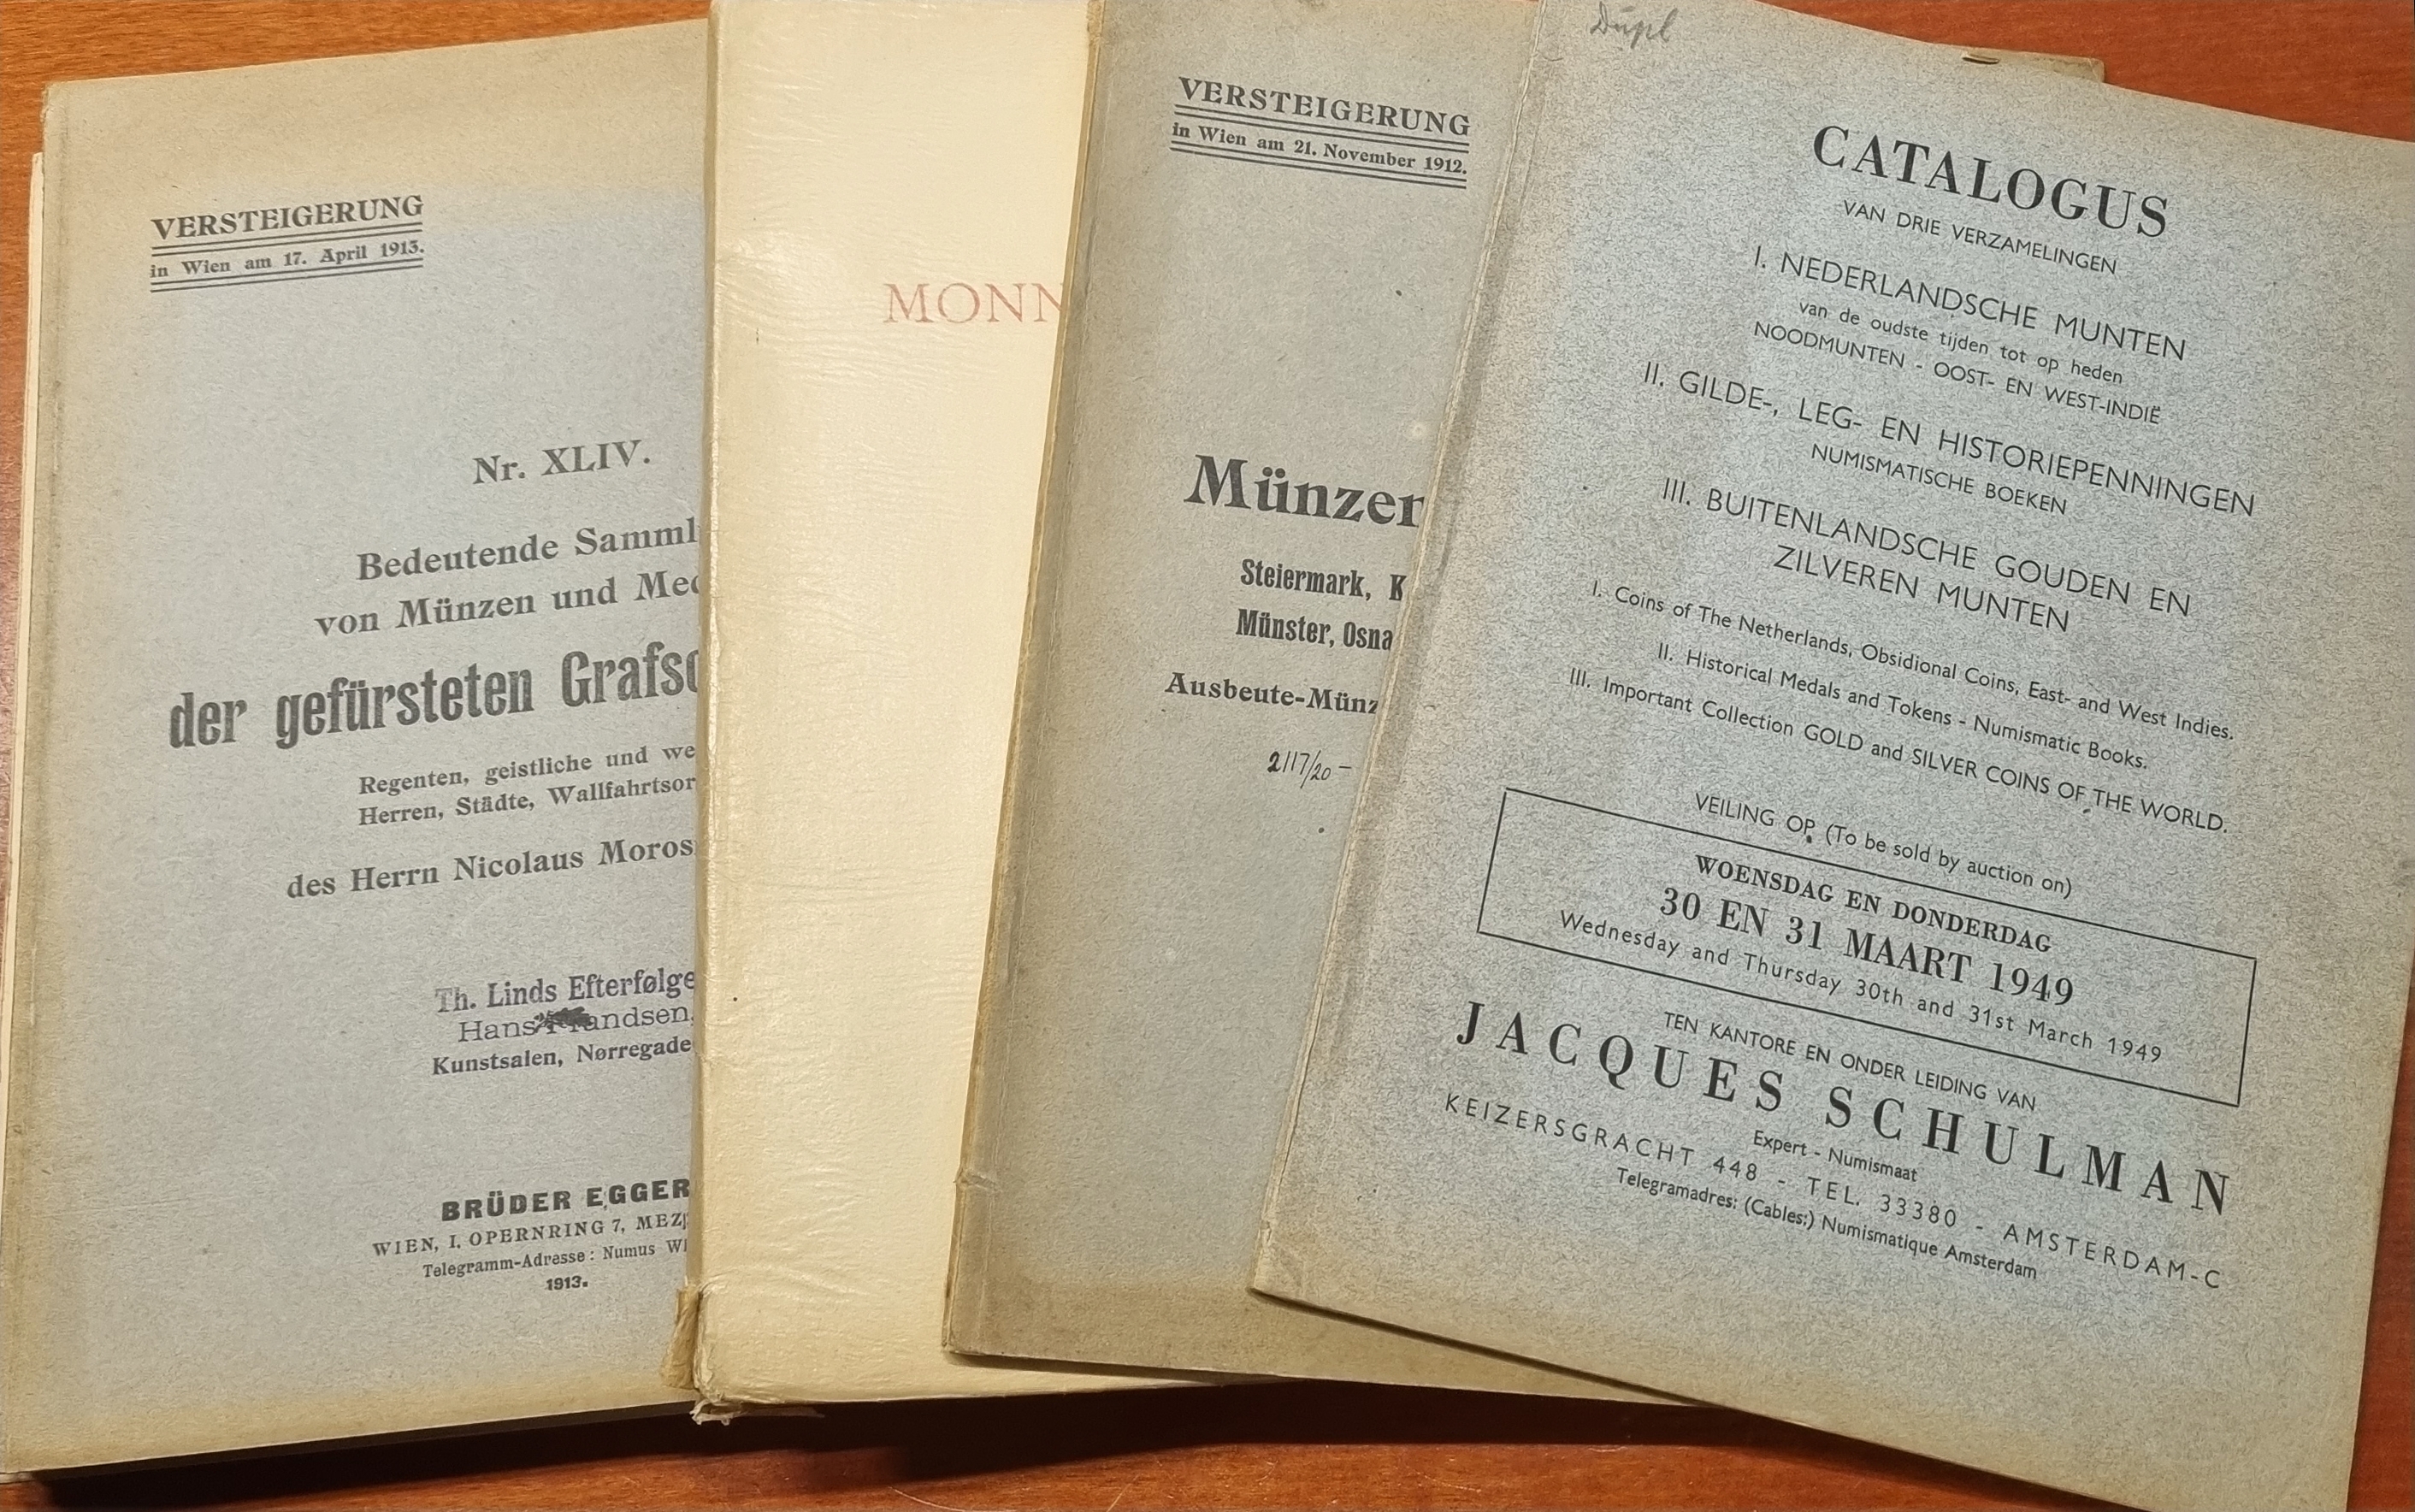 VERSTEIGERUNG
in Wien am 17. April 1913.
Nr. XLIV.
Bedeutende Samml
von Münzen und Med
der gefürsteten Grafsc
Regenten, geistliche und we
Herren, Städte, Wallfahrtsor
des Herrn Nicolaus Moros
Th. Linds Efterfølge
Hans
Kunstsalen, Nørregade
BRÜDER EGGER
WIEN, I. OPERNRING 7, MEZ
Telegramm-Adresse: Numus WI
1913.
MONN
VERSTEIGERUNG
in Wien am 21. November 1912.
Münzen
Steiermark, K
Münster, Osna
Ausbeute-Münz
2117/20 -
Dupl
CATALOGUS
VAN DRIE VERZAMELINGEN
I. NEDERLANDSCHE MUNTEN
van de oudste tijden tot op heden
NOODMUNTEN - OOST- EN WEST-INDIË
II. GILDE-, LEG- EN HISTORIEPENNINGEN
NUMISMATISCHE BOEKEN
III. BUITENLANDSCHE GOUDEN EN
ZILVEREN MUNTEN
I. Coins of The Netherlands, Obsidional Coins, East- and West Indies.
II. Historical Medals and Tokens - Numismatic Books.
III. Important Collection GOLD and SILVER COINS OF THE WORLD.
VEILING OP (To be sold by auction on)
WOENSDAG EN DONDERDAG
30 EN 31 MAART 1949
Wednesday and Thursday 30th and 31st March 1949
TEN KANTORE EN ONDER LEIDING VAN
JACQUES SCHULMAN
Expert - Numismaat
KEIZERSGRACHT 448 - TEL. 33380 - AMSTERDAM-C
Telegramadres: (Cables:) Numismatique Amsterdam